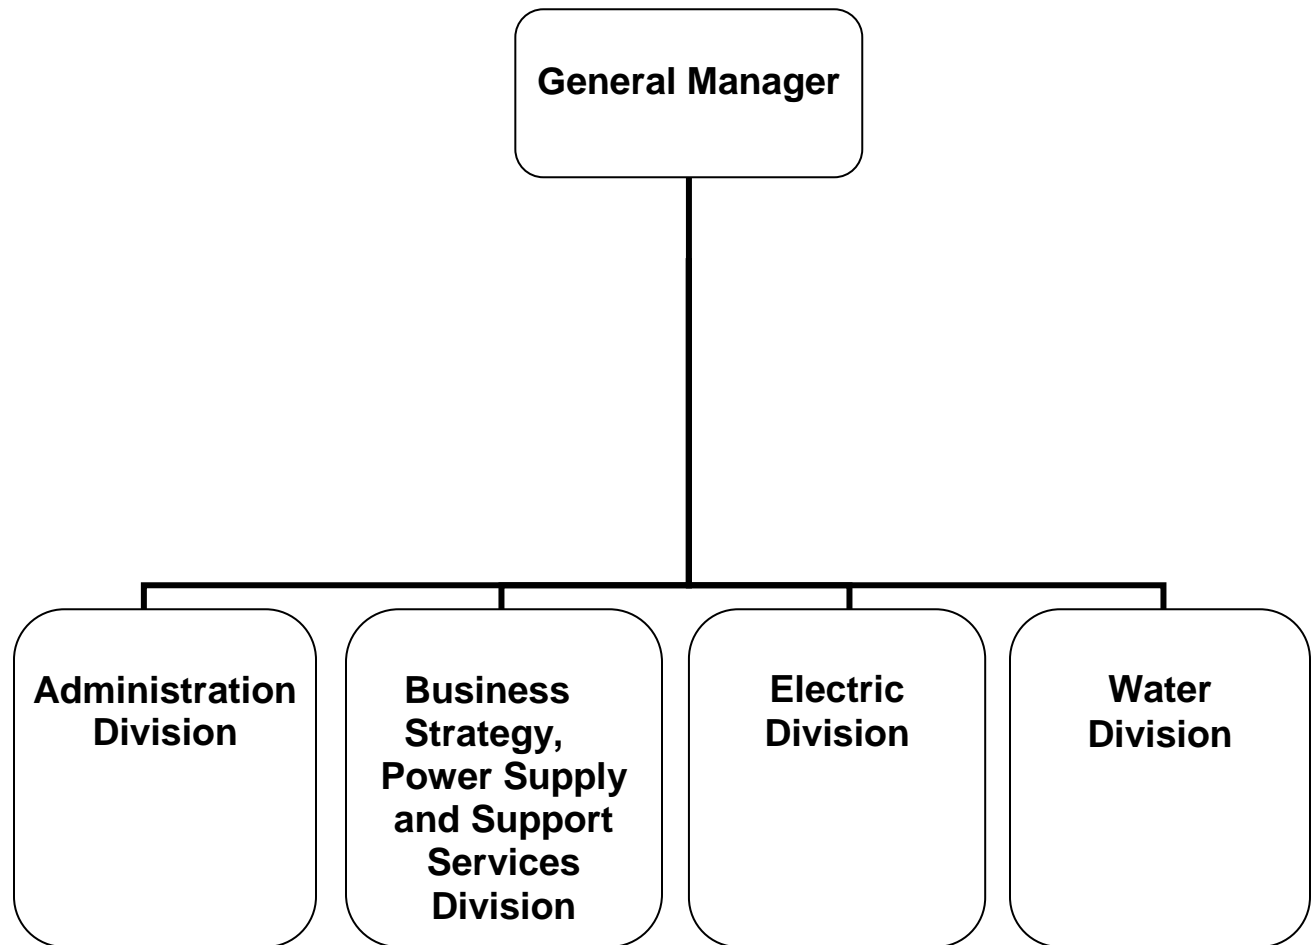 General Manager
Administration
Division
Business
Strategy,
Power Supply
and Support
Services
Division
Electric
Division
Water
Division